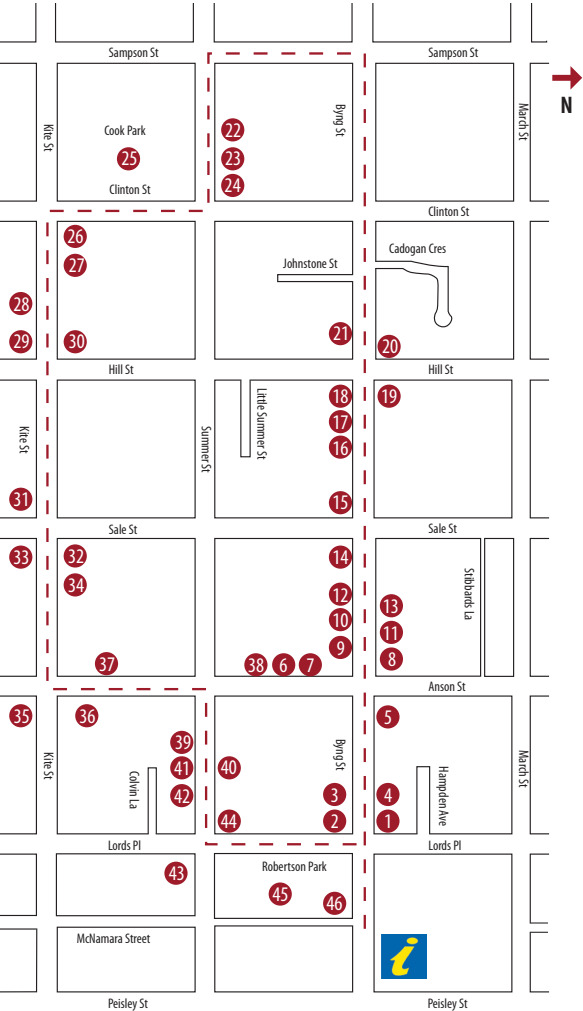 Sampson St
Sampson St
N
Kite St
Cook Park
25
Clinton St
22
23
24
Byng St
March St
Clinton St
26
27
28
29
30
Hill St
Johnstone St
21
Cadogan Cres
20
Hill St
Kite St
31
Summer St
Little Summer St
18
17
16
15
19
Sale St
Sale St
33
32
34
37
14
12
10
9
38
6
7
13
11
8
Stibbards La
Anson St
35
36
Kite St
39
41
42
Colvin La
40
44
Byng St
3
2
5
4
1
Hampden Ave
March St
Lords Pl
Lords Pl
43
Robertson Park
45
46
McNamara Street
i
Peisley St
Peisley St